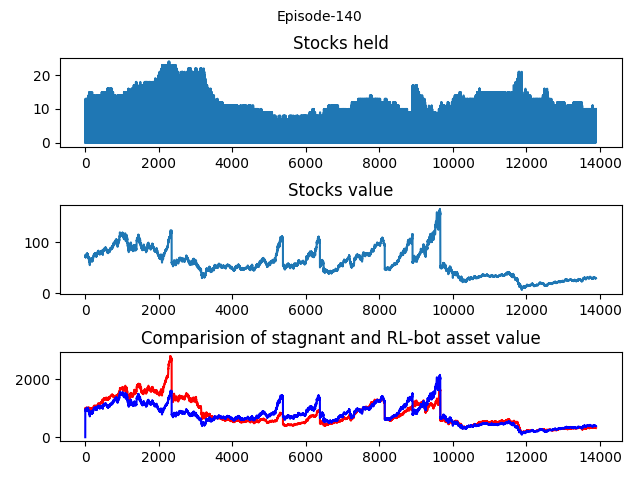 Episode-140
Stocks held
20
10
0
0 2000 4000 6000 8000 10000 12000 14000
Stocks value
100
0
0 2000 4000 6000 8000 10000 12000 14000
Comparision of stagnant and RL-bot asset value
2000
0
0 2000 4000 6000 8000 10000 12000 14000